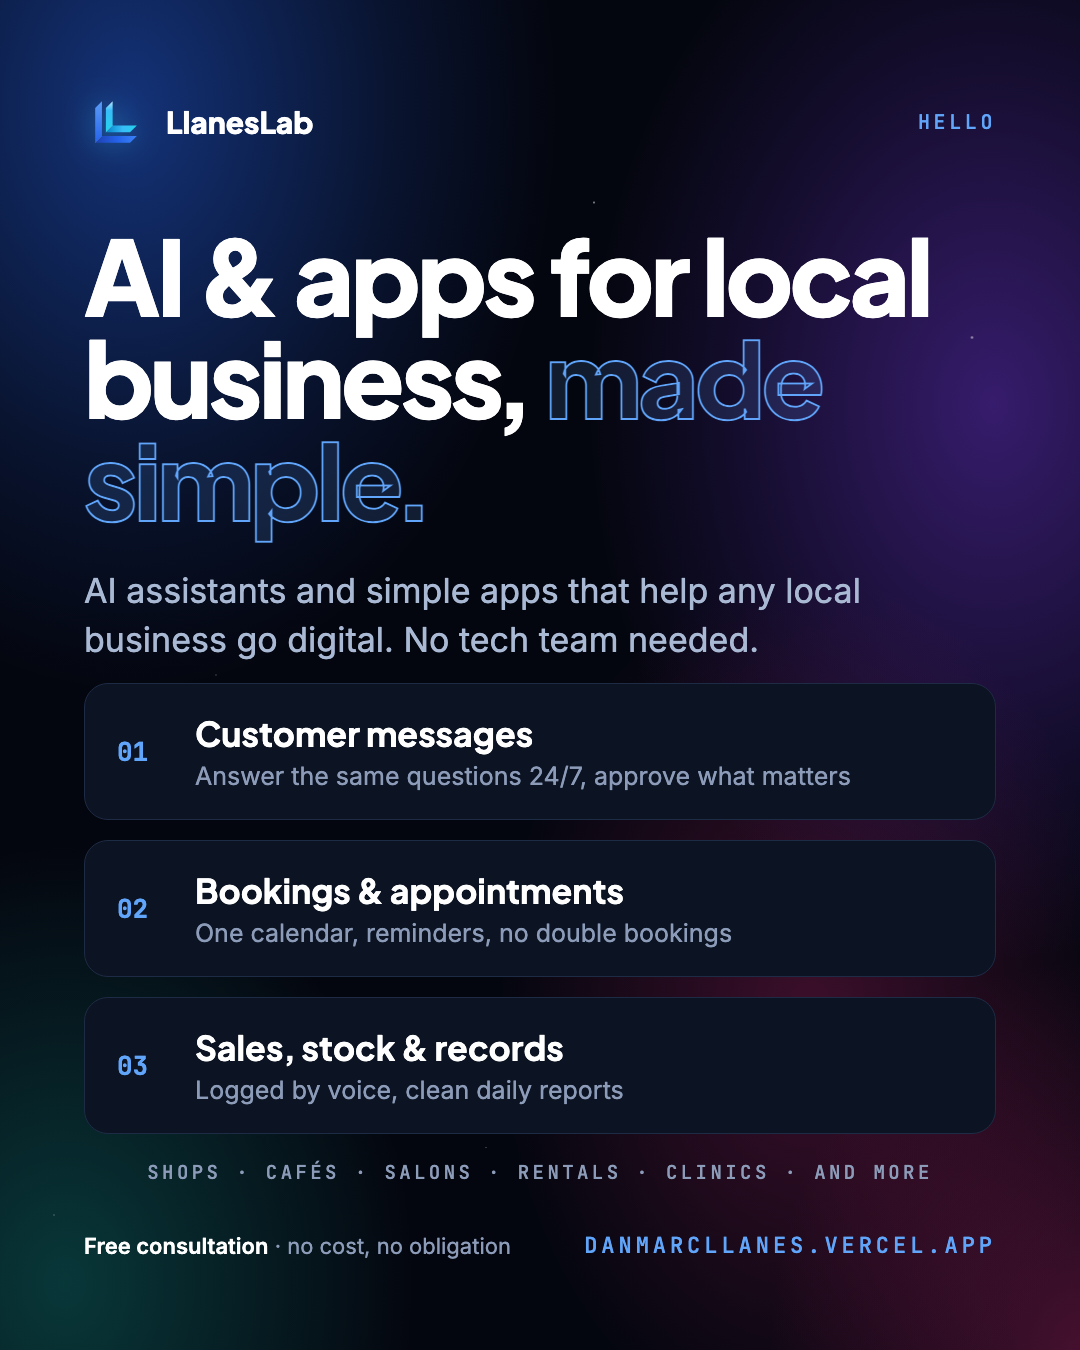 LlanesLab
HELLO
AI & apps for local
business, made
simple.
AI assistants and simple apps that help any local
business go digital. No tech team needed.
01
Customer messages
Answer the same questions 24/7, approve what matters
02
Bookings & appointments
One calendar, reminders, no double bookings
03
Sales, stock & records
Logged by voice, clean daily reports
SHOPS · CAFÉS · SALONS · RENTALS · CLINICS · AND MORE
Free consultation · no cost, no obligation
DANMARCLLANES.VERCEL.APP